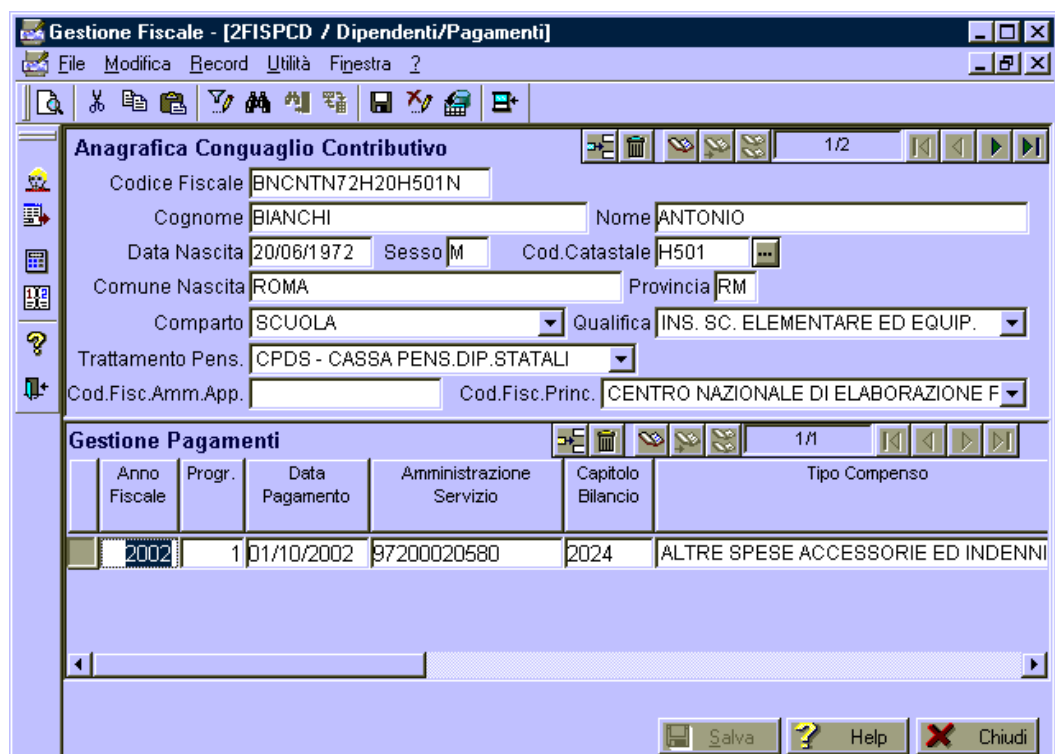 Gestione Fiscale - [2FISPCD / Dipendenti/Pagamenti]
File Modifica Record Utilità Finestra ?
Anagrafica Conguaglio Contributivo 1/2
Codice Fiscale BNCNTN72H20H501N
Cognome BIANCHI Nome ANTONIO
Data Nascita 20/06/1972 Sesso M Cod.Catastale H501 ...
Comune Nascita ROMA Provincia RM
Comparto SCUOLA Qualifica INS. SC. ELEMENTARE ED EQUIP.
Trattamento Pens. CPDS - CASSA PENS.DIP.STATALI
Cod.Fisc.Amm.App. Cod.Fisc.Princ. CENTRO NAZIONALE DI ELABORAZIONE F
Gestione Pagamenti 1/1
Anno Progr. Data Amministrazione Capitolo Tipo Compenso
Fiscale Pagamento Servizio Bilancio
2002 1 01/10/2002 97200020580 2024 ALTRE SPESE ACCESSORIE ED INDENNI
Salva Help Chiudi